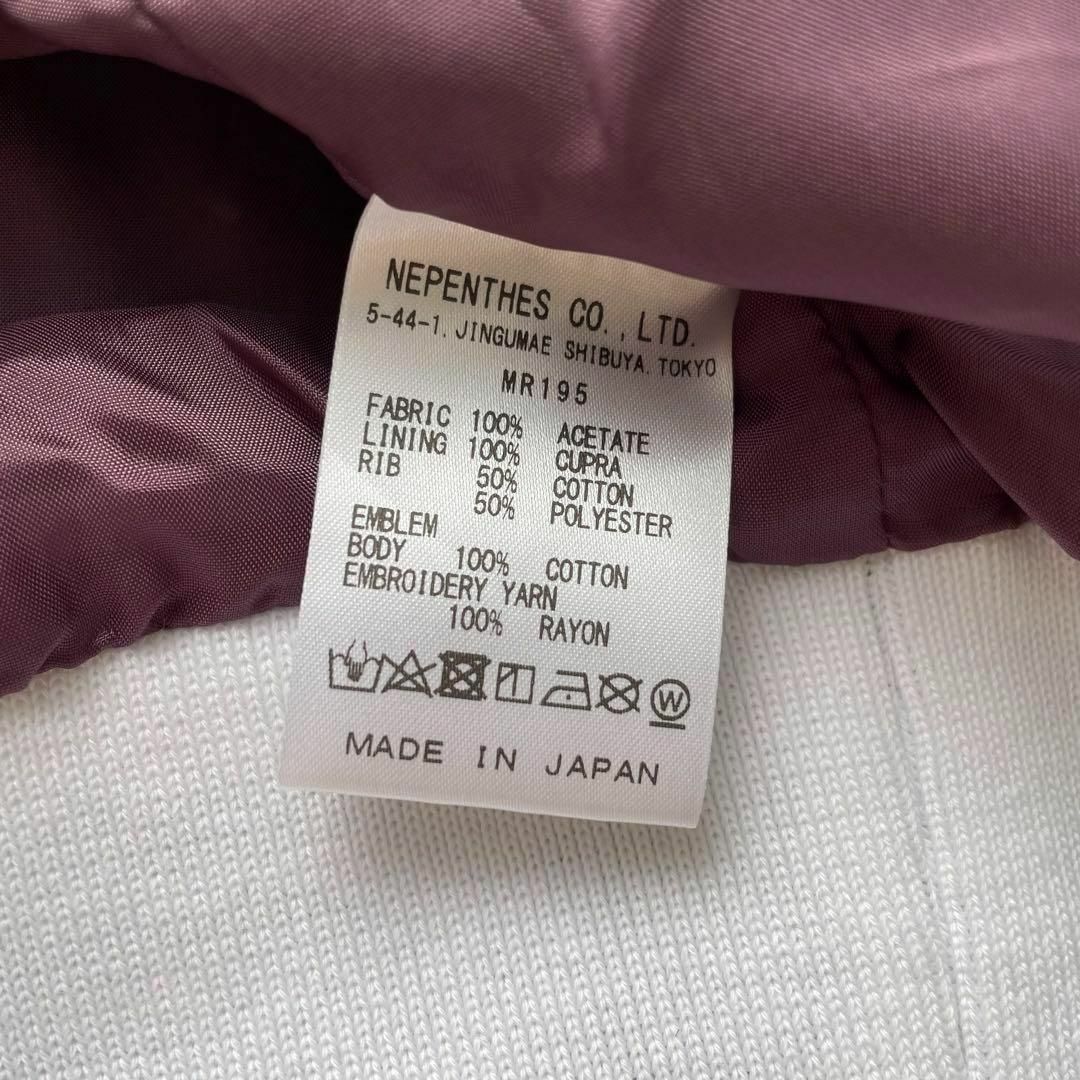 NEPENTHES CO., LTD.
5-44-1, JINGUMAE SHIBUYA, TOKYO
MR195
FABRIC 100% ACETATE
LINING 100% CUPRA
RIB 50% COTTON
50% POLYESTER
EMBLEM
BODY 100% COTTON
EMBROIDERY YARN
100% RAYON
W
MADE IN JAPAN